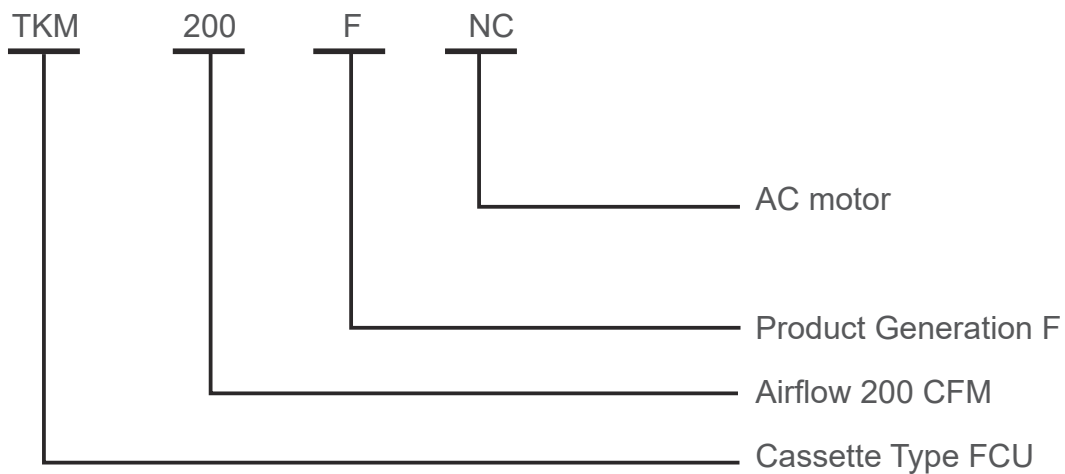 TKM 200 F NC
AC motor
Product Generation F
Airflow 200 CFM
Cassette Type FCU